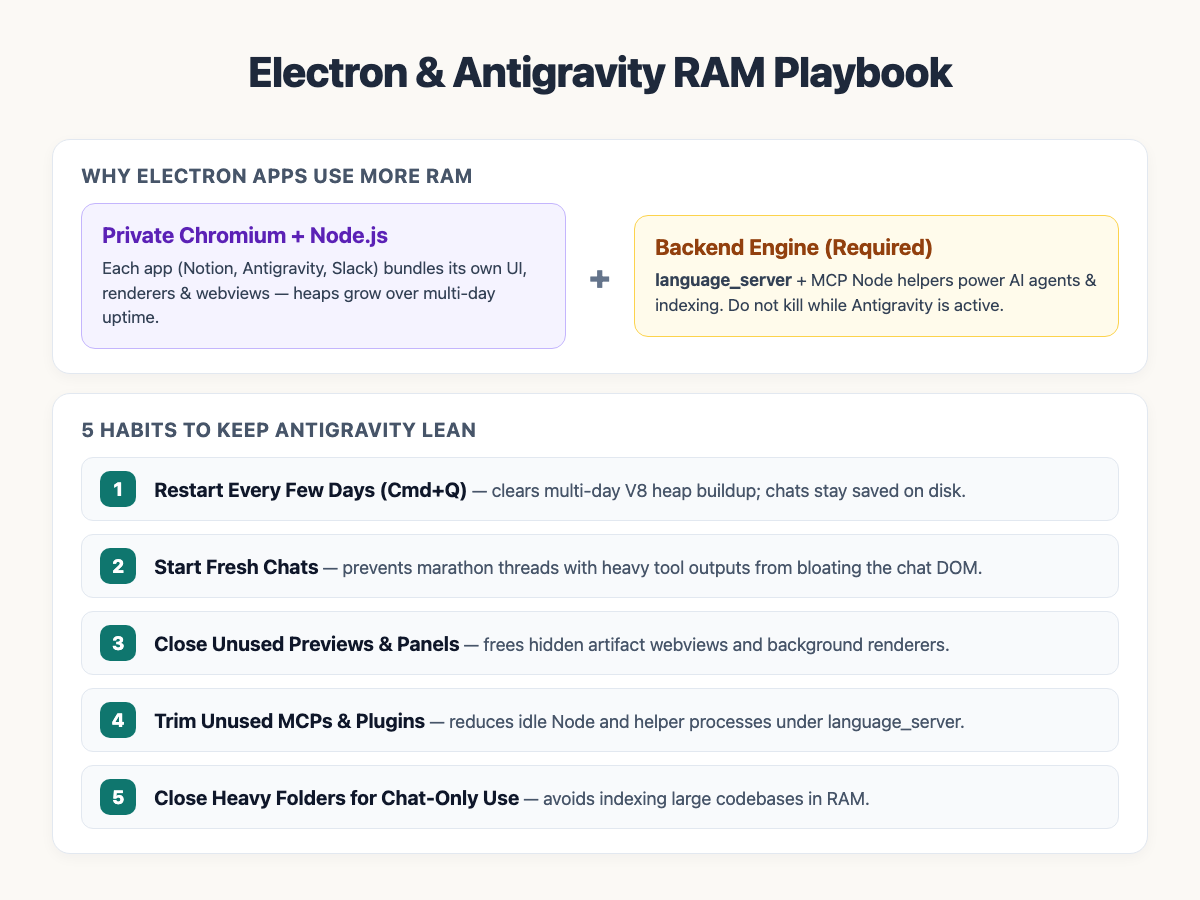 Electron & Antigravity RAM Playbook
WHY ELECTRON APPS USE MORE RAM
Private Chromium + Node.js
Each app (Notion, Antigravity, Slack) bundles its own UI,
renderers & webviews — heaps grow over multi-day
uptime.
+
Backend Engine (Required)
language_server + MCP Node helpers power AI agents &
indexing. Do not kill while Antigravity is active.
5 HABITS TO KEEP ANTIGRAVITY LEAN
1 Restart Every Few Days (Cmd+Q) — clears multi-day V8 heap buildup; chats stay saved on disk.
2 Start Fresh Chats — prevents marathon threads with heavy tool outputs from bloating the chat DOM.
3 Close Unused Previews & Panels — frees hidden artifact webviews and background renderers.
4 Trim Unused MCPs & Plugins — reduces idle Node and helper processes under language_server.
5 Close Heavy Folders for Chat-Only Use — avoids indexing large codebases in RAM.